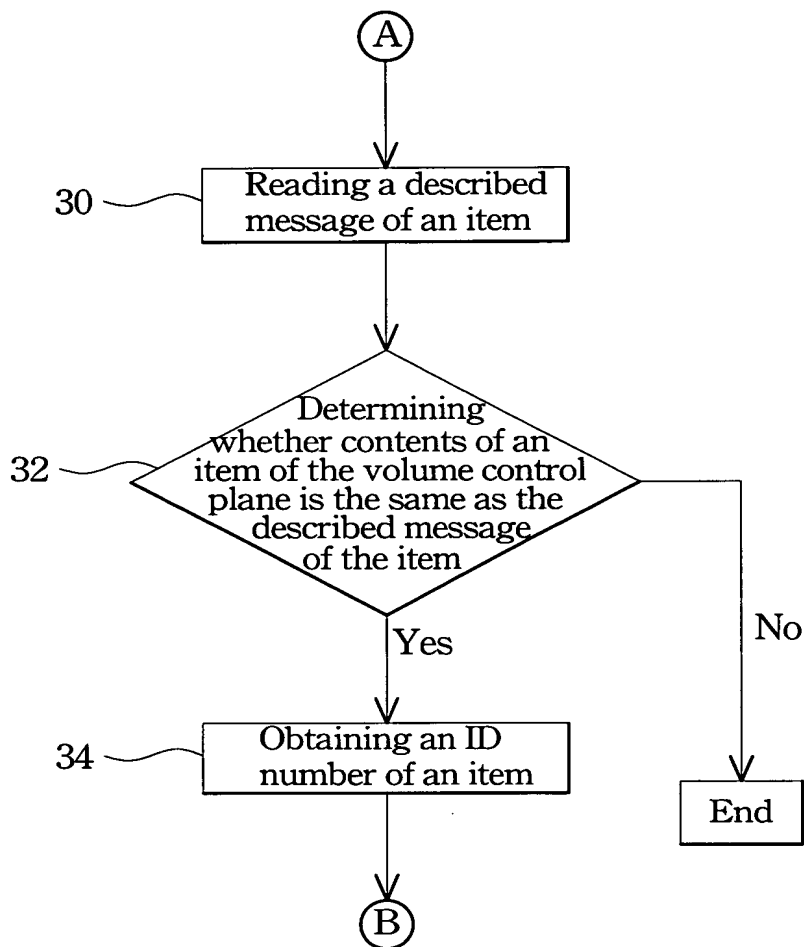 A
30
Reading a described
message of an item
Determining
whether contents of an
item of the volume control
plane is the same as the
described message
of the item
32
Yes
No
34
Obtaining an ID
number of an item
End
B